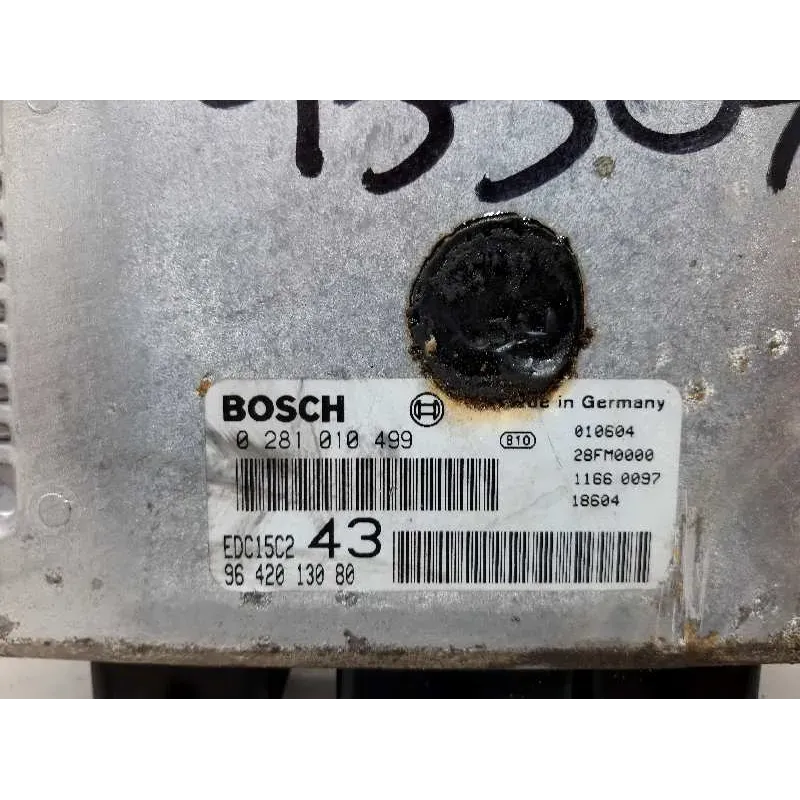 BOSCH
de in Germany
0 281 010 499
810
010604
28FM0000
1166 0097
18604
EDC15C2 43
96 420 130 80